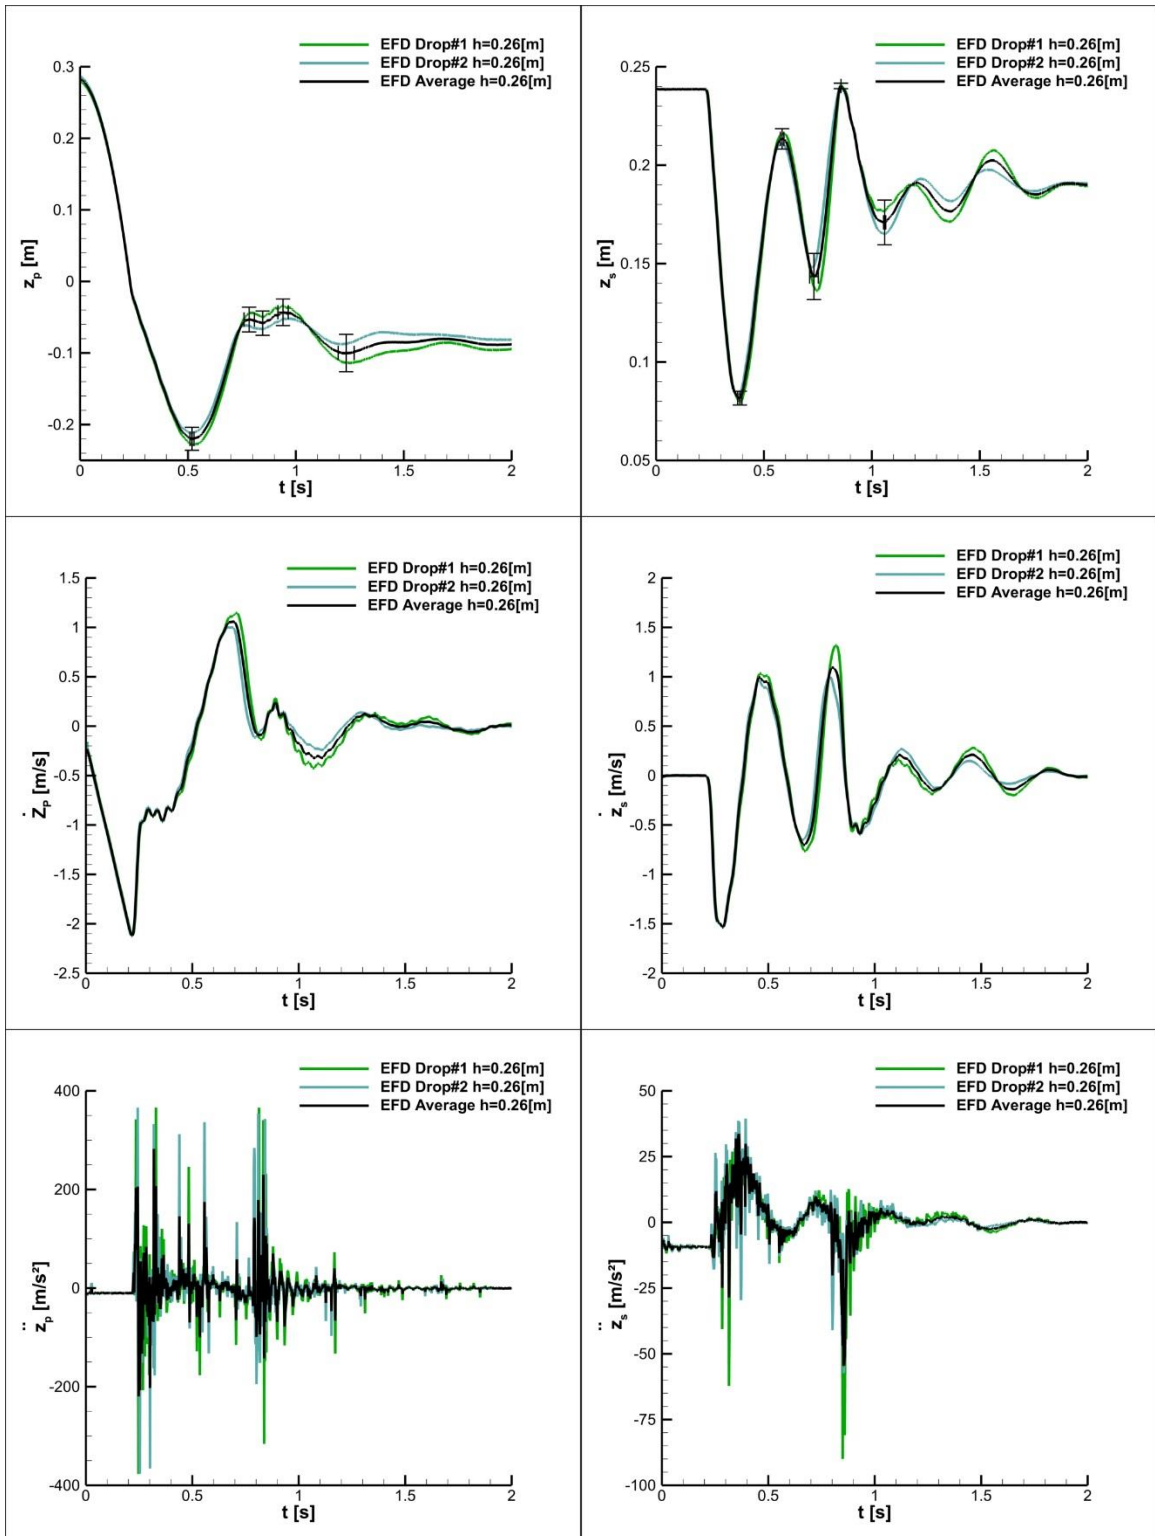 EFD Drop#1 h=0.26[m]
EFD Drop#2 h=0.26[m]
EFD Average h=0.26[m]
0.3
0.2
0.1
0
-0.1
-0.2
zₚ [m]
0 0.5 1 1.5 2
t [s]
EFD Drop#1 h=0.26[m]
EFD Drop#2 h=0.26[m]
EFD Average h=0.26[m]
0.25
0.2
0.15
0.1
0.05
zₛ [m]
0 0.5 1 1.5 2
t [s]
EFD Drop#1 h=0.26[m]
EFD Drop#2 h=0.26[m]
EFD Average h=0.26[m]
1.5
1
0.5
0
-0.5
-1
-1.5
-2
-2.5
Żₚ [m/s]
0 0.5 1 1.5 2
t [s]
EFD Drop#1 h=0.26[m]
EFD Drop#2 h=0.26[m]
EFD Average h=0.26[m]
2
1.5
1
0.5
0
-0.5
-1
-1.5
-2
żₛ [m/s]
0 0.5 1 1.5 2
t [s]
EFD Drop#1 h=0.26[m]
EFD Drop#2 h=0.26[m]
EFD Average h=0.26[m]
400
200
0
-200
-400
z̈ₚ [m/s²]
0 0.5 1 1.5 2
t [s]
EFD Drop#1 h=0.26[m]
EFD Drop#2 h=0.26[m]
EFD Average h=0.26[m]
50
25
0
-25
-50
-75
-100
z̈ₛ [m/s²]
0 0.5 1 1.5 2
t [s]